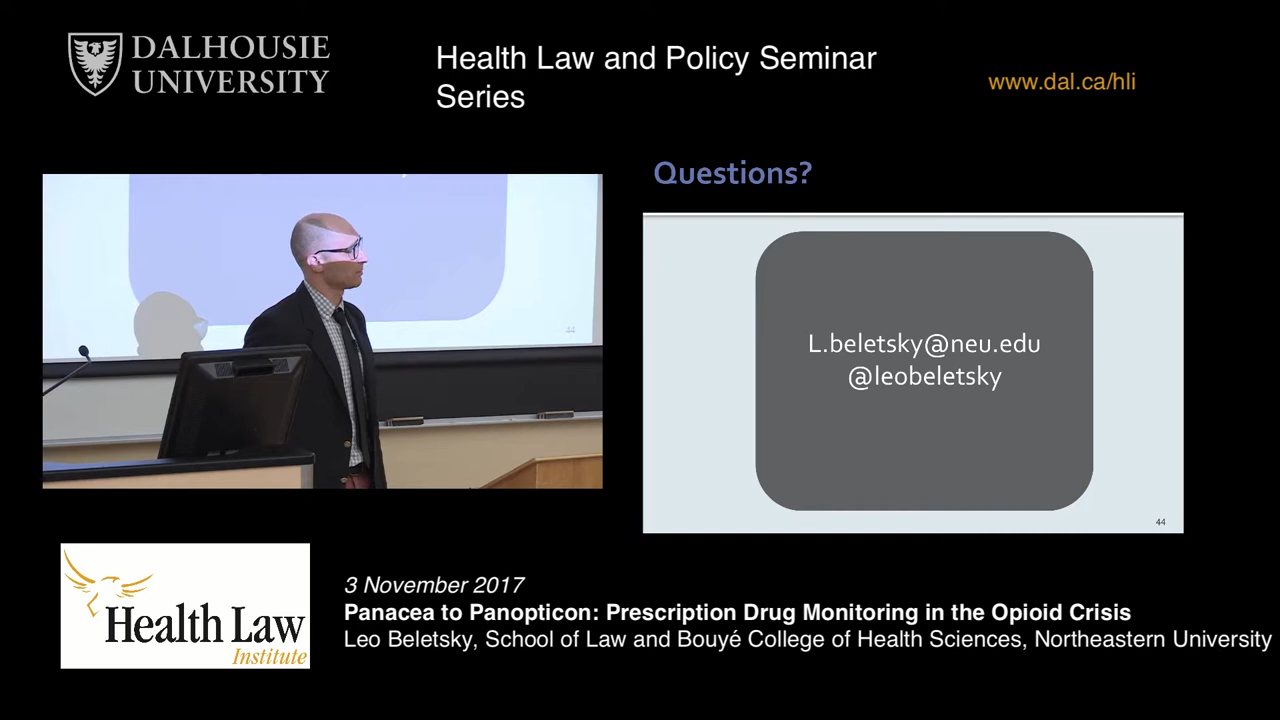 DALHOUSIE
UNIVERSITY
Health Law and Policy Seminar
Series
www.dal.ca/hli
Questions?
L.beletsky@neu.edu
@leobeletsky
44
44
Health Law
Institute
3 November 2017
Panacea to Panopticon: Prescription Drug Monitoring in the Opioid Crisis
Leo Beletsky, School of Law and Bouyé College of Health Sciences, Northeastern University